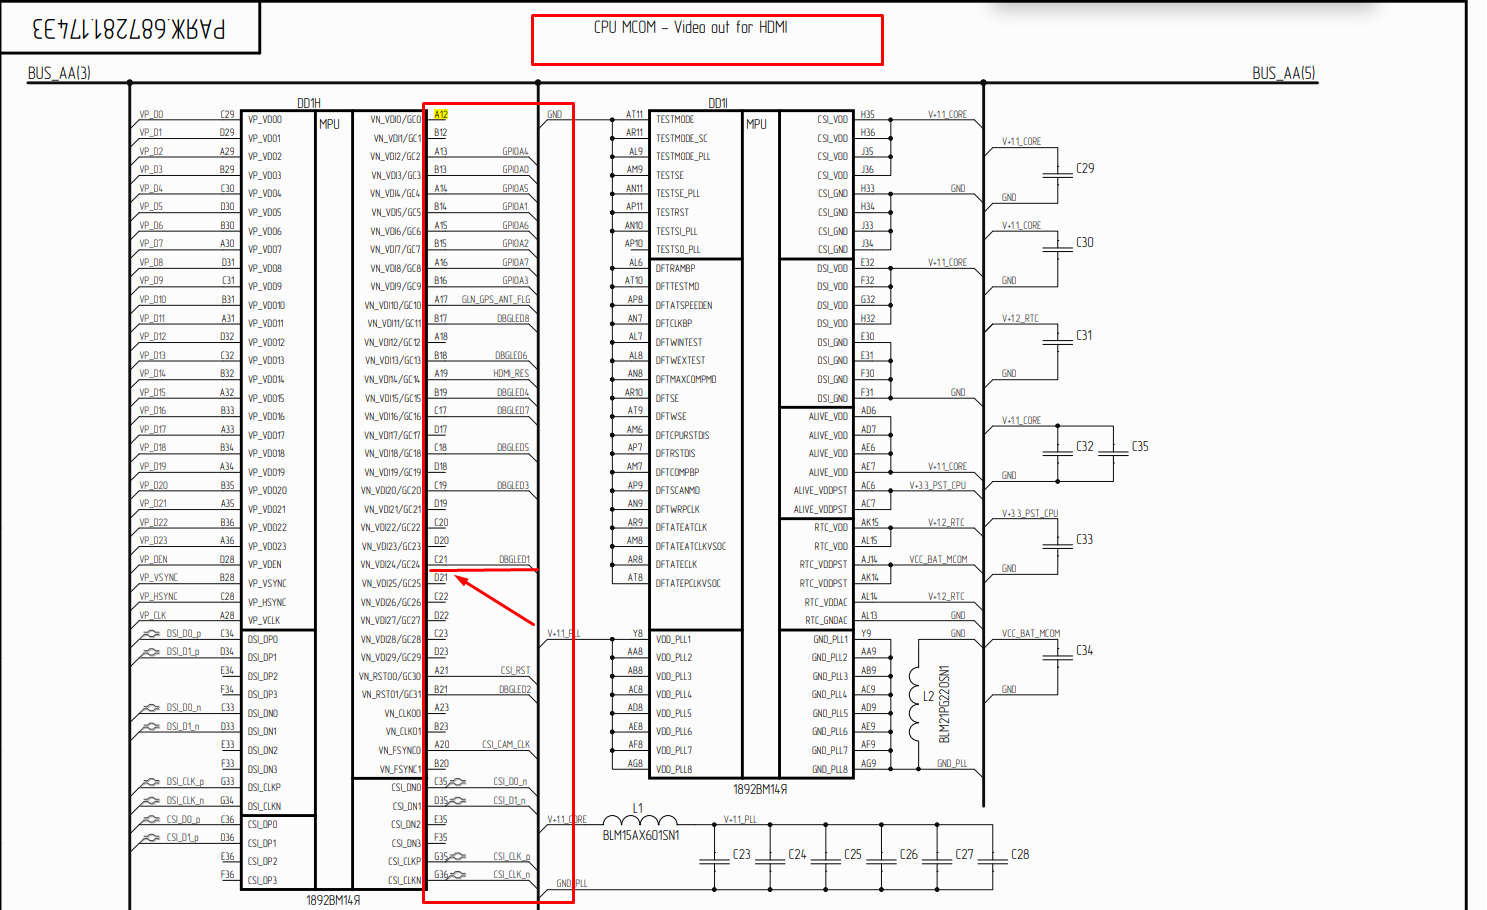 РАЯЖ.687281.174ЗЗ
CPU MCOM - Video out for HDMI
BUS_AA(3)
BUS_AA(5)
DD1H
MPU
VP_D0 C29 VP_VDO0
VP_D1 D29 VP_VDO1
VP_D2 A29 VP_VDO2
VP_D3 B29 VP_VDO3
VP_D4 C30 VP_VDO4
VP_D5 D30 VP_VDO5
VP_D6 B30 VP_VDO6
VP_D7 A30 VP_VDO7
VP_D8 D31 VP_VDO8
VP_D9 C31 VP_VDO9
VP_D10 B31 VP_VDO10
VP_D11 A31 VP_VDO11
VP_D12 D32 VP_VDO12
VP_D13 C32 VP_VDO13
VP_D14 B32 VP_VDO14
VP_D15 A32 VP_VDO15
VP_D16 B33 VP_VDO16
VP_D17 A33 VP_VDO17
VP_D18 B34 VP_VDO18
VP_D19 A34 VP_VDO19
VP_D20 B35 VP_VDO20
VP_D21 A35 VP_VDO21
VP_D22 B36 VP_VDO22
VP_D23 A36 VP_VDO23
VP_DEN D28 VP_VDEN
VP_VSYNC B28 VP_VSYNC
VP_HSYNC C28 VP_HSYNC
VP_CLK A28 VP_VCLK
DSI_D0_p C34 DSI_DP0
DSI_D1_p D34 DSI_DP1
E34 DSI_DP2
F34 DSI_DP3
DSI_D0_n C33 DSI_DN0
DSI_D1_n D33 DSI_DN1
E33 DSI_DN2
F33 DSI_DN3
DSI_CLK_p G33 DSI_CLKP
DSI_CLK_n G34 DSI_CLKN
CSI_D0_p C36 CSI_DP0
CSI_D1_p D36 CSI_DP1
E36 CSI_DP2
F36 CSI_DP3
VN_VDI0/GC0 A12
VN_VDI1/GC1 B12
VN_VDI2/GC2 A13 GPIOA4
VN_VDI3/GC3 B13 GPIOA0
VN_VDI4/GC4 A14 GPIOA5
VN_VDI5/GC5 B14 GPIOA1
VN_VDI6/GC6 A15 GPIOA6
VN_VDI7/GC7 B15 GPIOA2
VN_VDI8/GC8 A16 GPIOA7
VN_VDI9/GC9 B16 GPIOA3
VN_VDI10/GC10 A17 GLN_GPS_ANT_FLG
VN_VDI11/GC11 B17 DBGLED8
VN_VDI12/GC12 A18
VN_VDI13/GC13 B18 DBGLED6
VN_VDI14/GC14 A19 HDMI_RES
VN_VDI15/GC15 B19 DBGLED4
VN_VDI16/GC16 C17 DBGLED7
VN_VDI17/GC17 D17
VN_VDI18/GC18 C18 DBGLED5
VN_VDI19/GC19 D18
VN_VDI20/GC20 C19 DBGLED3
VN_VDI21/GC21 D19
VN_VDI22/GC22 C20
VN_VDI23/GC23 D20
VN_VDI24/GC24 C21 DBGLED1
VN_VDI25/GC25 D21
VN_VDI26/GC26 C22
VN_VDI27/GC27 D22
VN_VDI28/GC28 C23
VN_VDI29/GC29 D23
VN_RSTO0/GC30 A21 CSI_RST
VN_RSTO1/GC31 B21 DBGLED2
VN_CLKO0 A23
VN_CLKO1 B23
VN_FSYNC0 A20 CSI_CAM_CLK
VN_FSYNC1 B20
CSI_DN0 C35 CSI_D0_n
CSI_DN1 D35 CSI_D1_n
CSI_DN2 E35
CSI_DN3 F35
CSI_CLKP G35 CSI_CLK_p
CSI_CLKN G36 CSI_CLK_n
1892ВМ14Я
DD1I
MPU
GND AT11 TESTMODE
AR11 TESTMODE_SC
AL9 TESTMODE_PLL
AM9 TESTSE
AN11 TESTSE_PLL
AP11 TESTRST
AN10 TESTSI_PLL
AP10 TESTSO_PLL
AL6 DFTRAMBP
AT10 DFTTESTMD
AP8 DFTATSPEEDEN
AN7 DFTCLKBP
AL7 DFTWINTEST
AL8 DFTWEXTEST
AN8 DFTMAXCOMPMD
AR10 DFTSE
AT9 DFTWSE
AM6 DFTCPURSTDIS
AP7 DFTRSTDIS
AM7 DFTCOMPBP
AP9 DFTSCANMD
AN9 DFTWRPCLK
AR9 DFTATEATCLK
AM8 DFTATEATCLKVSOC
AR8 DFTATECLK
AT8 DFTATEPCLKVSOC
V+1.1_PLL Y8 VDD_PLL1
AA8 VDD_PLL2
AB8 VDD_PLL3
AC8 VDD_PLL4
AD8 VDD_PLL5
AE8 VDD_PLL6
AF8 VDD_PLL7
AG8 VDD_PLL8
CSI_VDD H35 V+1.1_CORE
CSI_VDD H36
CSI_VDD J35
CSI_VDD J36
CSI_GND H33 GND
CSI_GND H34
CSI_GND J33
CSI_GND J34
DSI_VDD E32 V+1.1_CORE
DSI_VDD F32
DSI_VDD G32
DSI_VDD H32
DSI_GND E30
DSI_GND E31
DSI_GND F30
DSI_GND F31 GND
ALIVE_VDD AD6
ALIVE_VDD AD7
ALIVE_VDD AE6
ALIVE_VDD AE7 V+1.1_CORE
ALIVE_VDDPST AC6 V+3.3_PST_CPU
ALIVE_VDDPST AC7
RTC_VDD AK15 V+1.2_RTC
RTC_VDD AL15
RTC_VDDPST AJ14 VCC_BAT_MCOM
RTC_VDDPST AK14
RTC_VDDAC AL14 V+1.2_RTC
RTC_GNDAC AL13 GND
GND_PLL1 Y9 GND
GND_PLL2 AA9
GND_PLL3 AB9
GND_PLL4 AC9
GND_PLL5 AD9
GND_PLL6 AE9
GND_PLL7 AF9
GND_PLL8 AG9 GND_PLL
L2
BLM21PG220SN1
1892ВМ14Я
V+1.1_CORE
C29
GND
V+1.1_CORE
C30
GND
V+1.2_RTC
C31
GND
V+1.1_CORE
C32 C35
GND
V+3.3_PST_CPU
C33
GND
VCC_BAT_MCOM
C34
GND
L1
V+1.1_CORE V+1.1_PLL
BLM15AX601SN1
C23 C24 C25 C26 C27 C28
GND_PLL